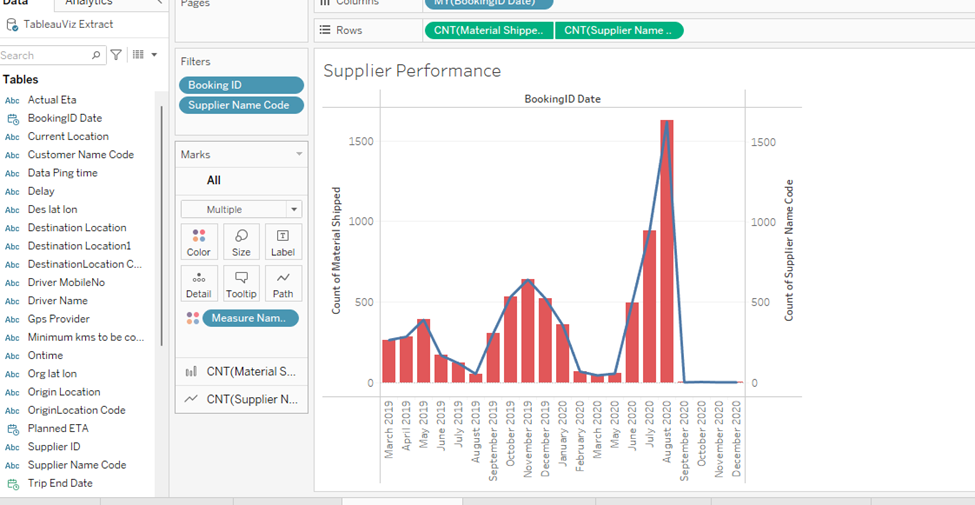 Data
Analytics
TableauViz Extract
Search
Tables
Abc Actual Eta
BookingID Date
Abc Current Location
Abc Customer Name Code
Abc Data Ping time
Abc Delay
Abc Des lat lon
Abc Destination Location
Abc Destination Location1
Abc DestinationLocation C...
Abc Driver MobileNo
Abc Driver Name
Abc Gps Provider
Abc Minimum kms to be co...
Abc Ontime
Abc Org lat lon
Abc Origin Location
Abc OriginLocation Code
Planned ETA
Abc Supplier ID
Abc Supplier Name Code
Trip End Date
Pages
Filters
Booking ID
Supplier Name Code
Marks
All
Multiple
Color
Size
Label
Detail
Tooltip
Path
Measure Nam..
CNT(Material S...
CNT(Supplier N...
Columns
MY(BookingID Date)
Rows
CNT(Material Shippe..
CNT(Supplier Name ..
Supplier Performance
BookingID Date
Count of Material Shipped
1500
1000
500
0
1500
1000
500
0
Count of Supplier Name Code
March 2019
April 2019
May 2019
June 2019
July 2019
August 2019
September 2019
October 2019
November 2019
December 2019
January 2020
February 2020
March 2020
May 2020
June 2020
July 2020
August 2020
September 2020
October 2020
November 2020
December 2020